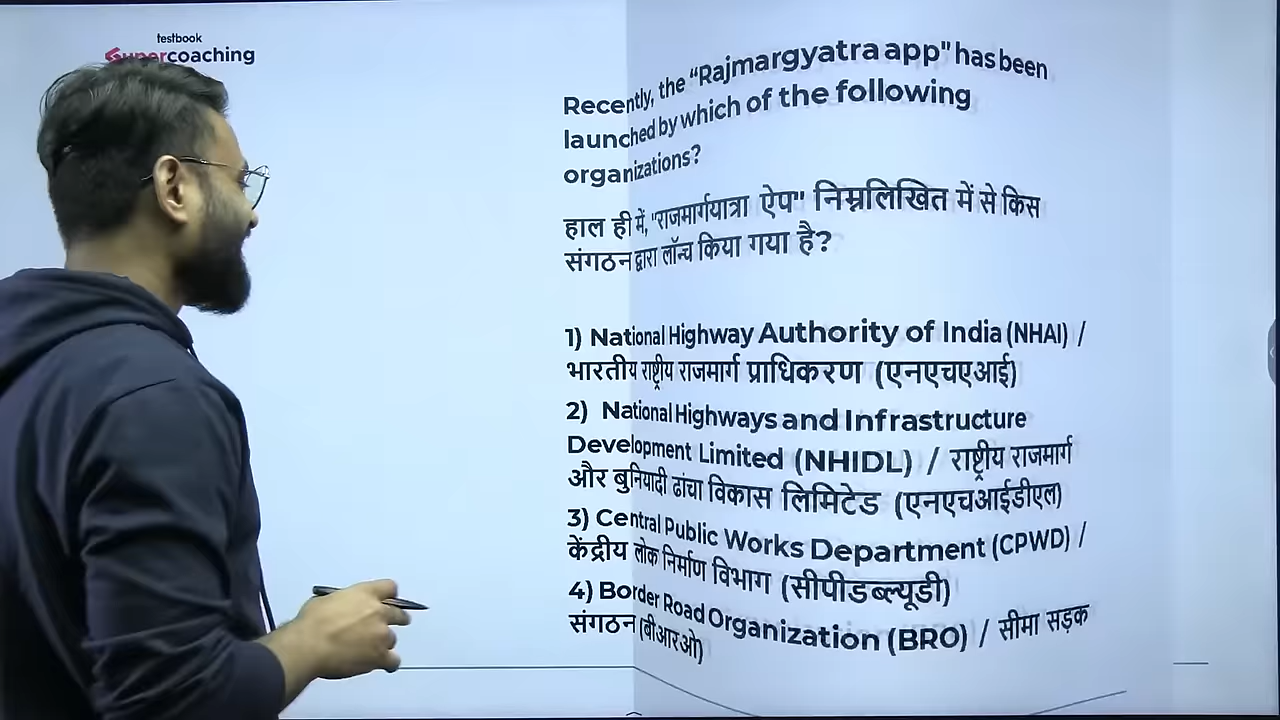 testbook
Supercoaching
Recently, the “Rajmargyatra app" has been
launched by which of the following
organizations?
हाल ही में, "राजमार्गयात्रा ऐप" निम्नलिखित में से किस
संगठन द्वारा लॉन्च किया गया है?
1) National Highway Authority of India (NHAI) /
भारतीय राष्ट्रीय राजमार्ग प्राधिकरण (एनएचएआई)
2) National Highways and Infrastructure
Development Limited (NHIDL) / राष्ट्रीय राजमार्ग
और बुनियादी ढांचा विकास लिमिटेड (एनएचआईडीएल)
3) Central Public Works Department (CPWD) /
केंद्रीय लोक निर्माण विभाग (सीपीडब्ल्यूडी)
4) Border Road Organization (BRO) / सीमा सड़क
संगठन (बीआरओ)